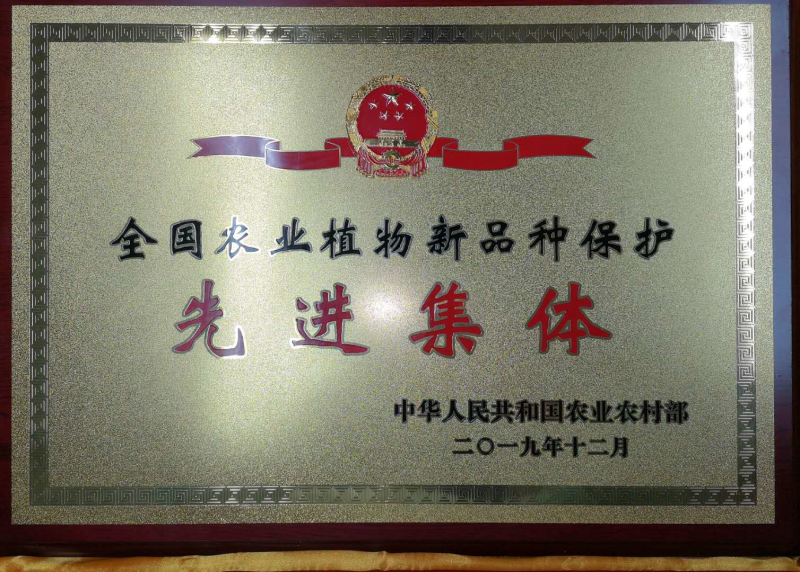 全国农业植物新品种保护
先进集体
中华人民共和国农业农村部
二〇一九年十二月